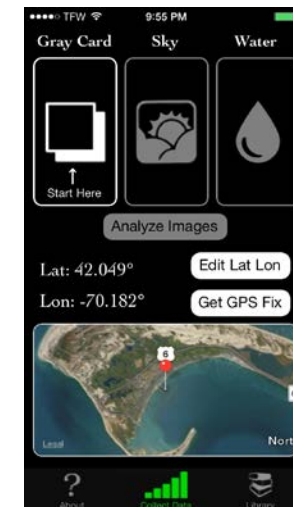 TFW 9:55 PM
Gray Card Sky Water
↑
Start Here
Analyze Images
Lat: 42.049° Edit Lat Lon
Lon: -70.182° Get GPS Fix
6
Legal
Nort
? 
About Collect Data Library